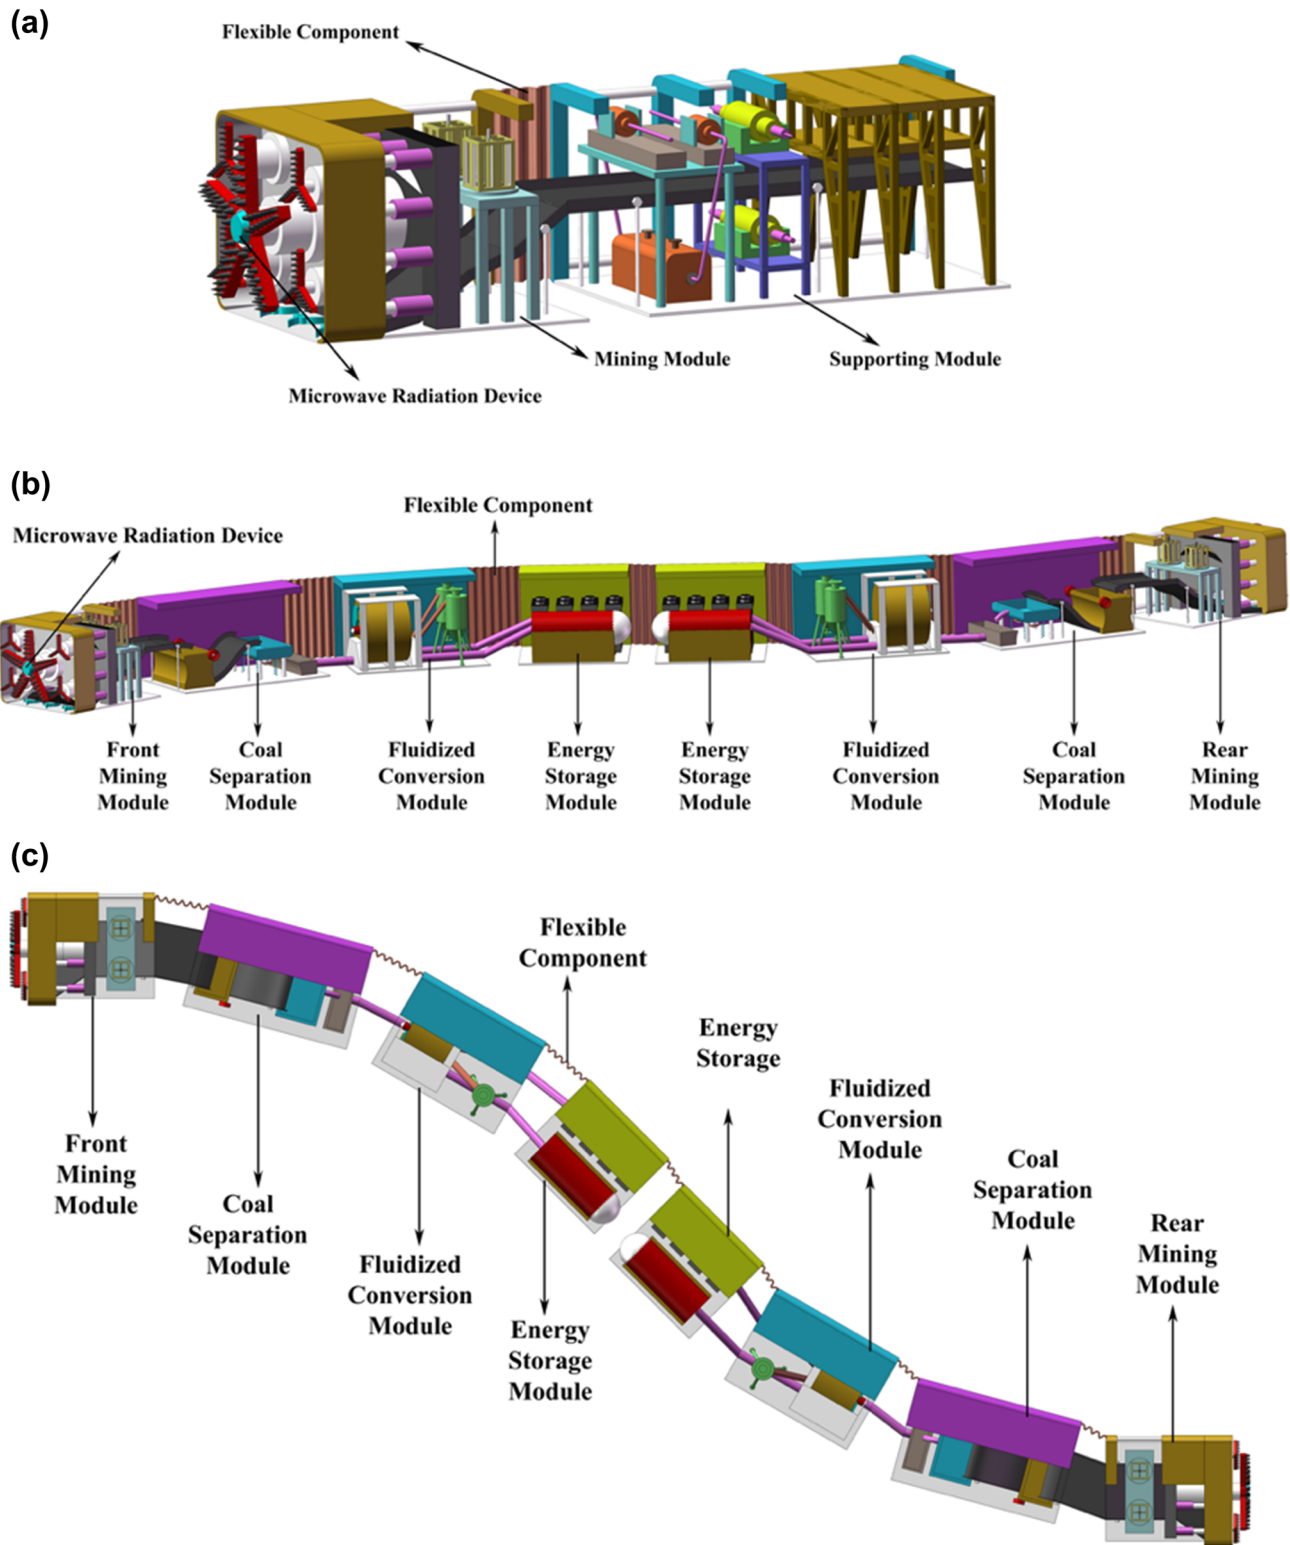 (a)
Flexible Component
Mining Module
Supporting Module
Microwave Radiation Device
(b)
Flexible Component
Microwave Radiation Device
Front
Mining
Module
Coal
Separation
Module
Fluidized
Conversion
Module
Energy
Storage
Module
Energy
Storage
Module
Fluidized
Conversion
Module
Coal
Separation
Module
Rear
Mining
Module
(c)
Flexible
Component
Energy
Storage
Fluidized
Conversion
Module
Coal
Separation
Module
Rear
Mining
Module
Front
Mining
Module
Coal
Separation
Module
Fluidized
Conversion
Module
Energy
Storage
Module